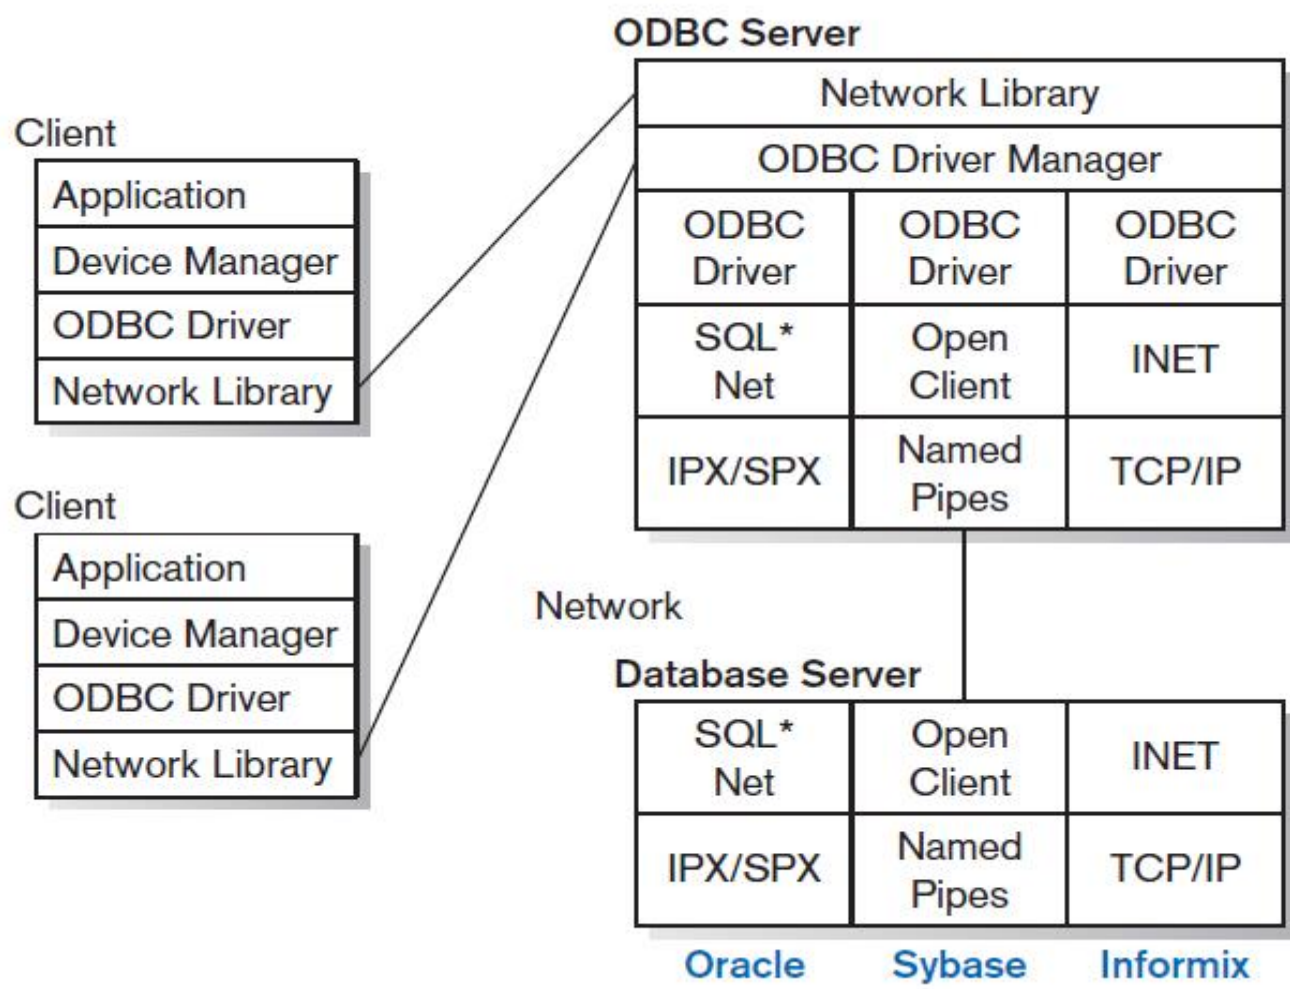 ODBC Server
Network Library
ODBC Driver Manager
ODBC
Driver
ODBC
Driver
ODBC
Driver
SQL*
Net
Open
Client
INET
IPX/SPX
Named
Pipes
TCP/IP
Client
Application
Device Manager
ODBC Driver
Network Library
Client
Application
Device Manager
ODBC Driver
Network Library
Network
Database Server
SQL*
Net
Open
Client
INET
IPX/SPX
Named
Pipes
TCP/IP
Oracle
Sybase
Informix